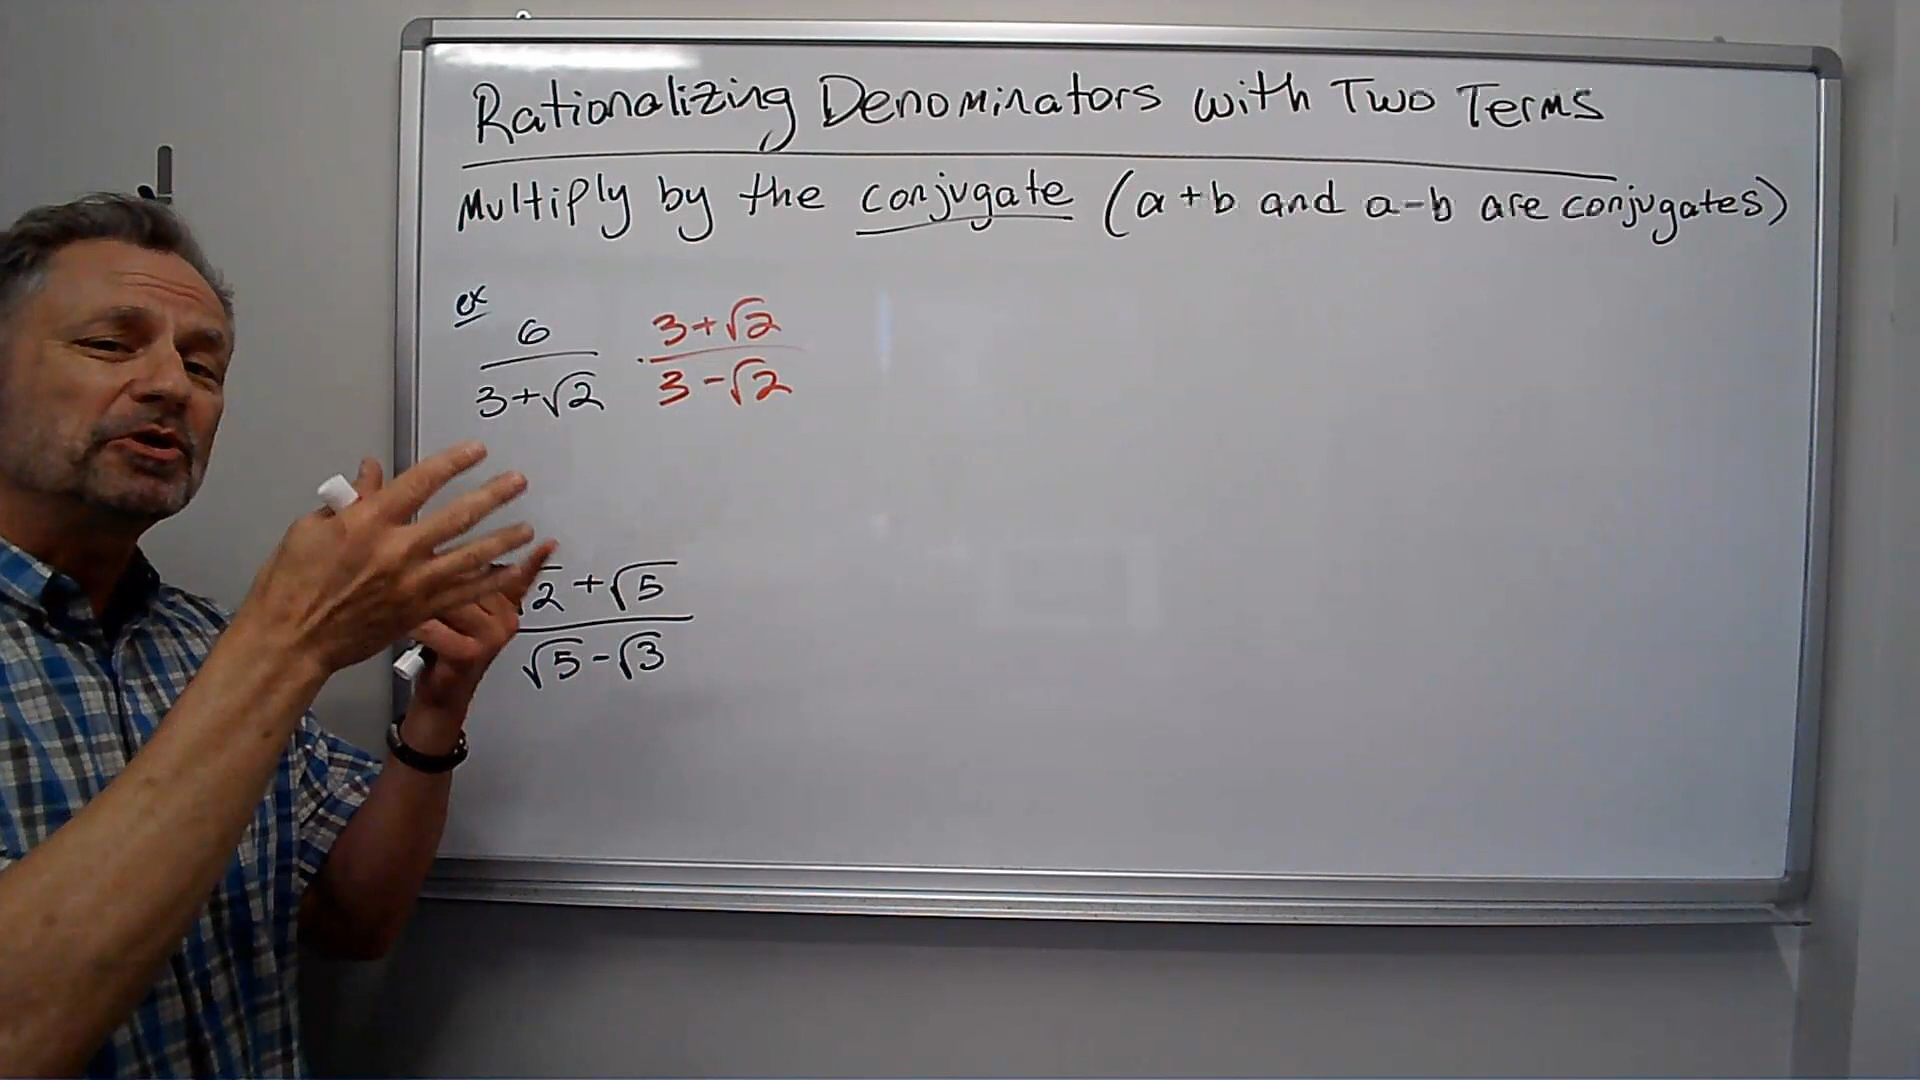 Rationalizing Denominators with Two Terms
Multiply by the conjugate (a+b and a-b are conjugates)
ex
6 / 3+√2 · 3+√2 / 3-√2
√2+√5 / √5-√3